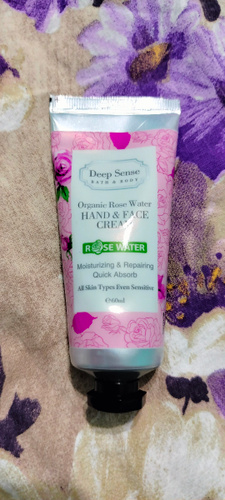 Deep Sense
BATH & BODY
Organic Rose Water
HAND & FACE
CREAM
ROSE WATER
Moisturizing & Repairing
Quick Absorb
All Skin Types Even Sensitive
℮60ml